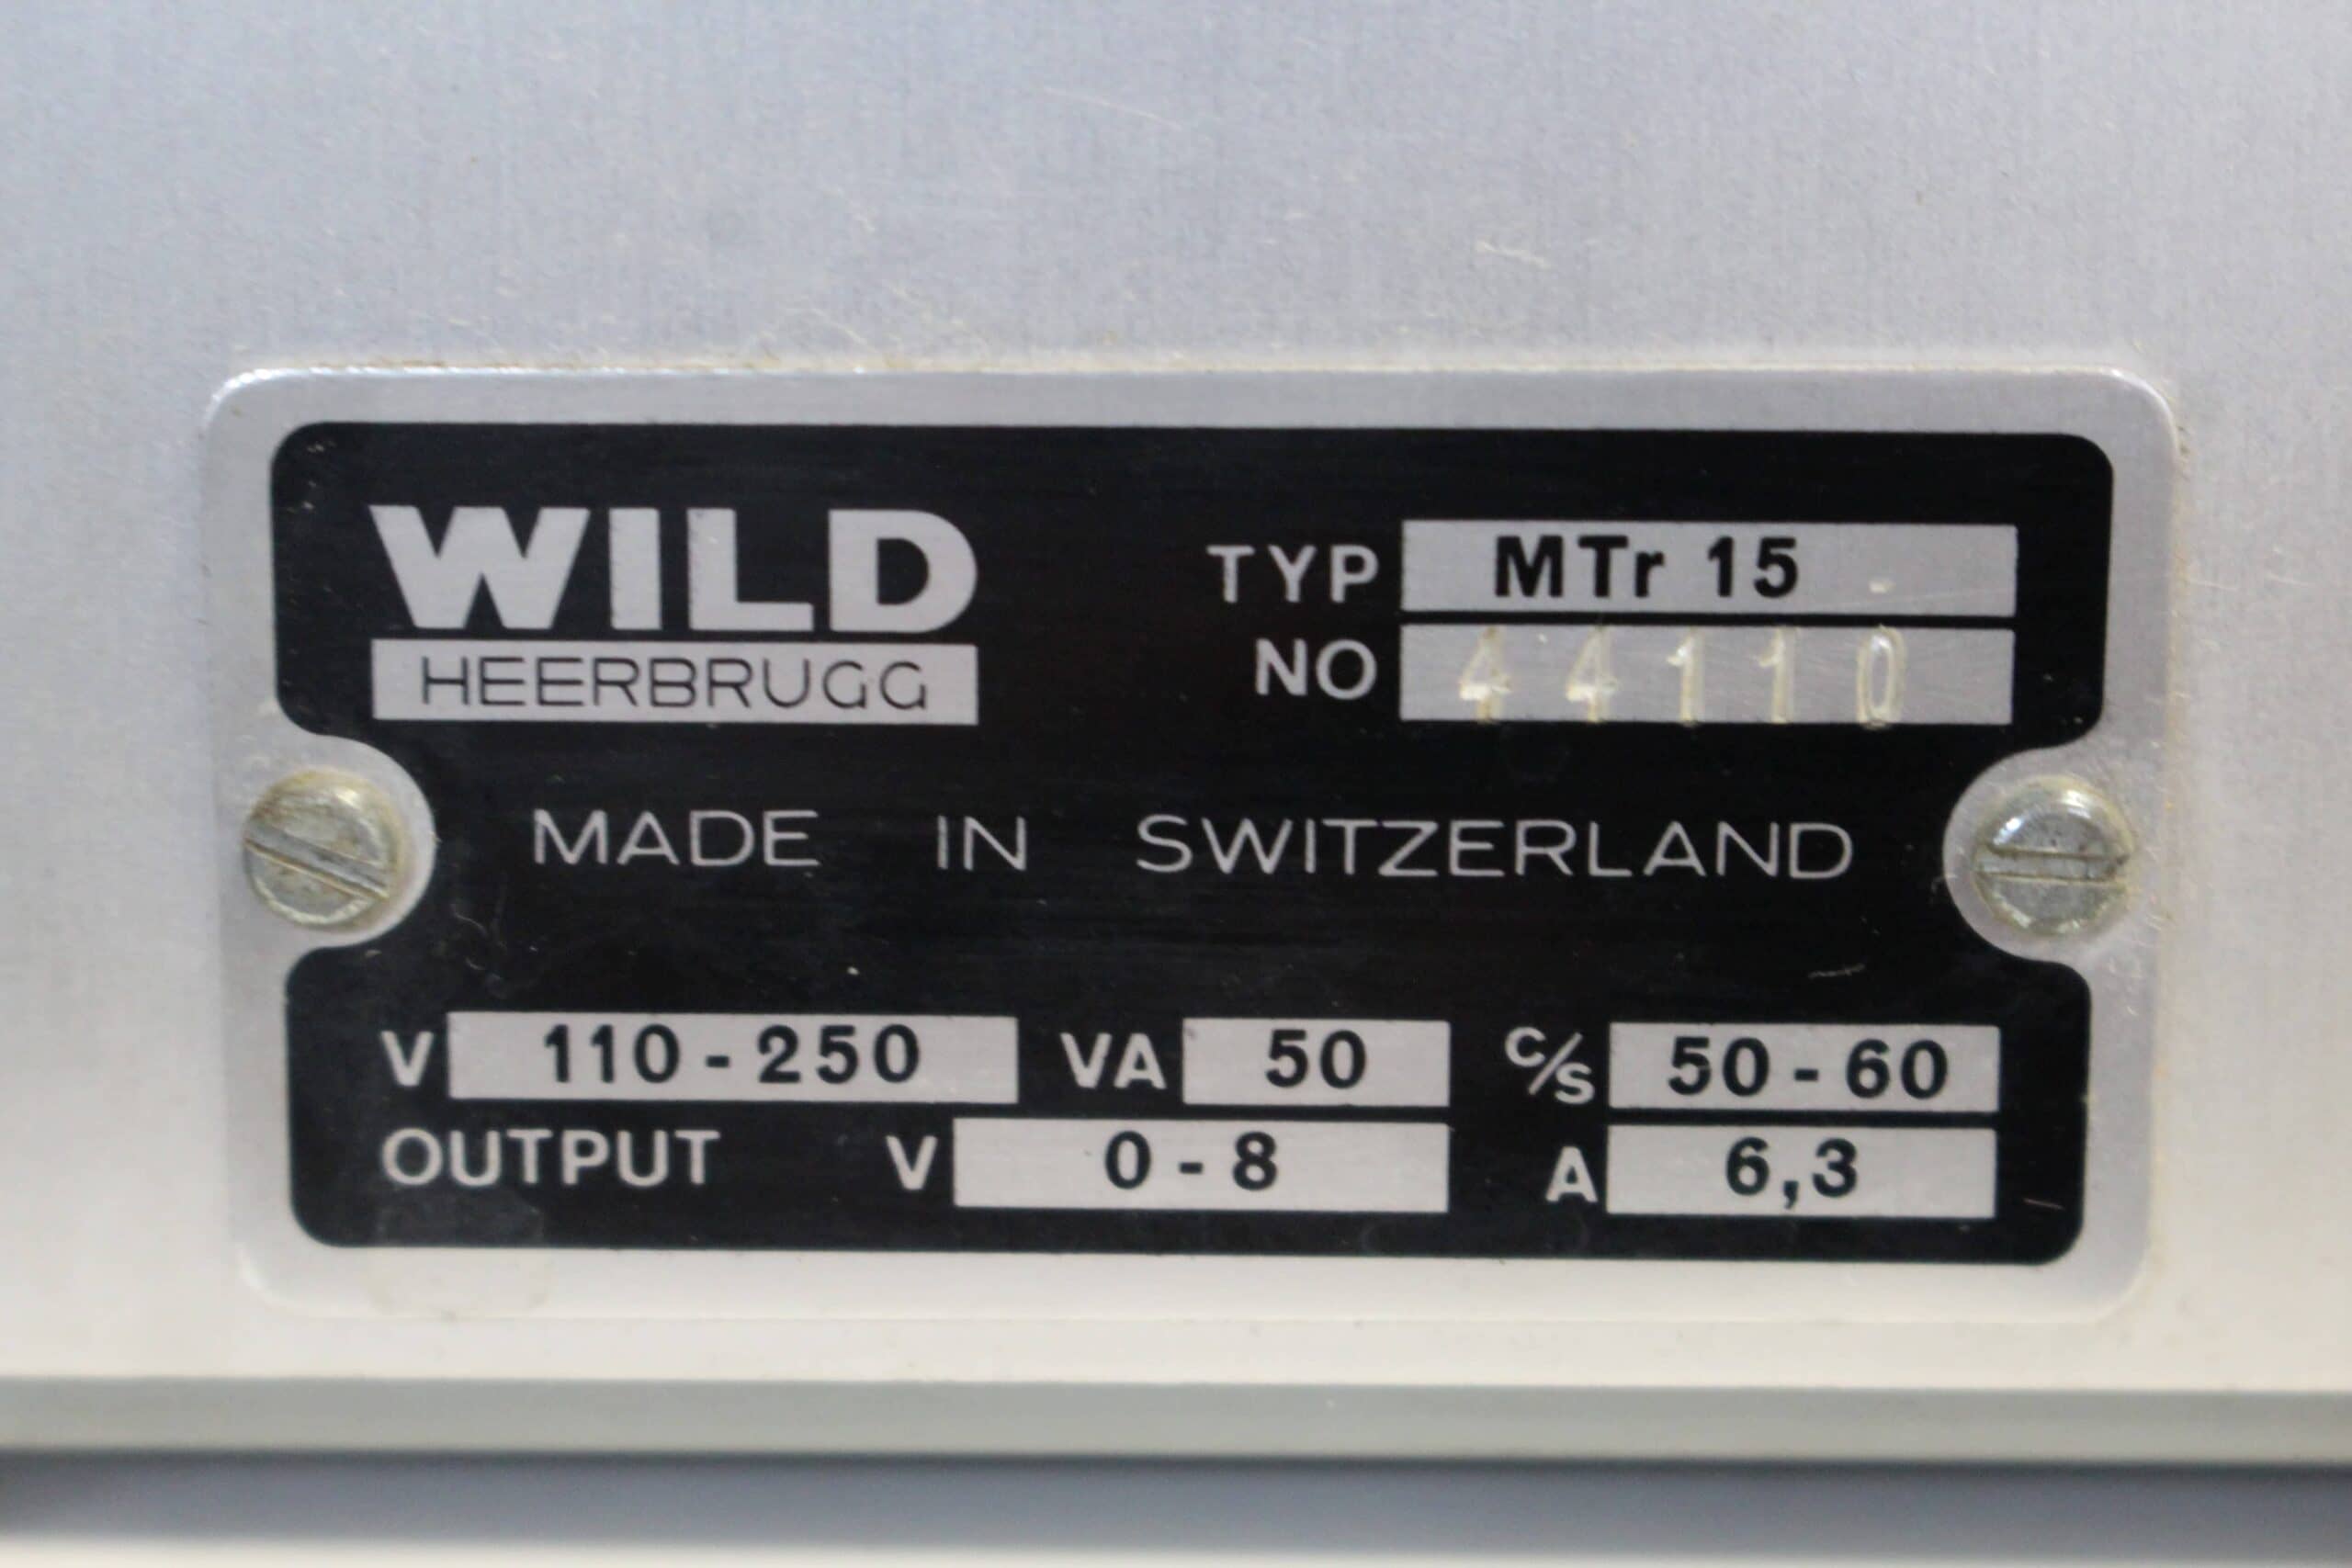 WILD
HEERBRUGG
TYP MTr 15
NO 44110
MADE IN SWITZERLAND
V 110-250 VA 50 C/S 50-60
OUTPUT V 0-8 A 6,3